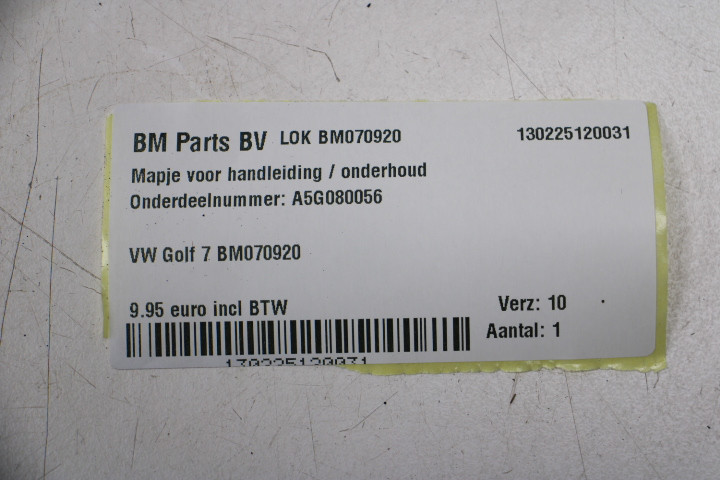 BM Parts BV LOK BM070920 130225120031
Mapje voor handleiding / onderhoud
Onderdeelnummer: A5G080056
VW Golf 7 BM070920
9.95 euro incl BTW Verz: 10
Aantal: 1
130225120031